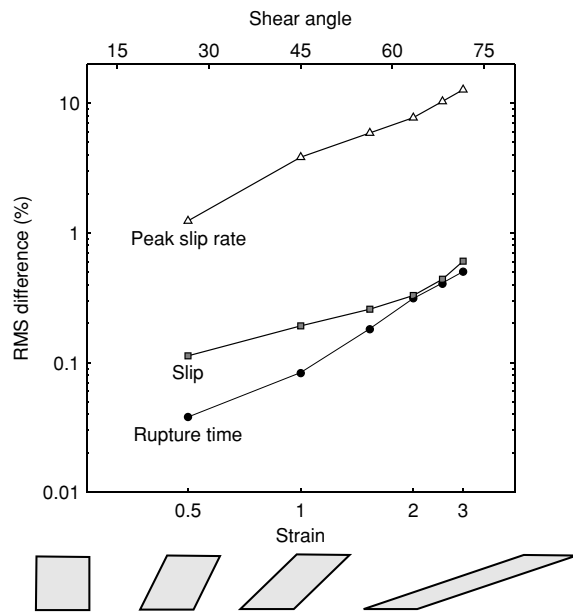 Shear angle
15 30 45 60 75
10
1
0.1
0.01
RMS difference (%)
Peak slip rate
Slip
Rupture time
0.5 1 2 3
Strain